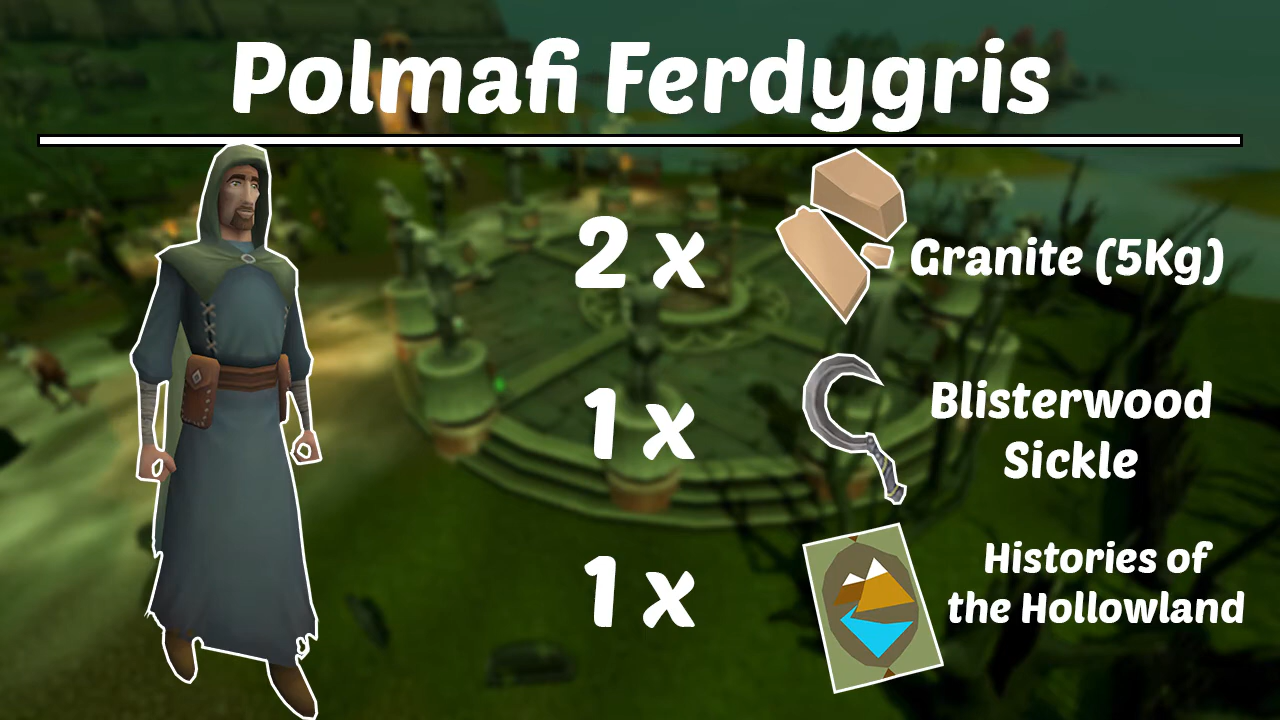 Polmafi Ferdygris
2 x
Granite (5Kg)
1 x
Blisterwood
Sickle
1 x
Histories of
the Hollowland